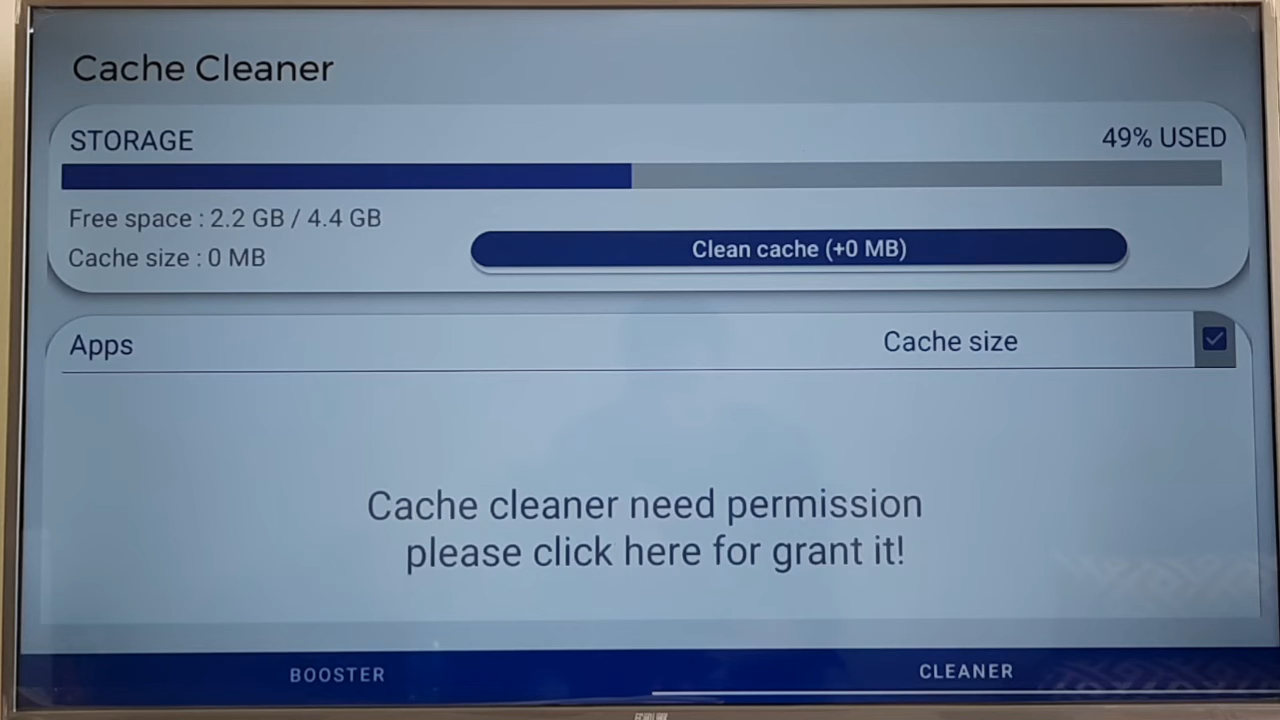 Cache Cleaner
STORAGE
49% USED
Free space : 2.2 GB / 4.4 GB
Cache size : 0 MB
Clean cache (+0 MB)
Apps
Cache size
Cache cleaner need permission
please click here for grant it!
BOOSTER
CLEANER